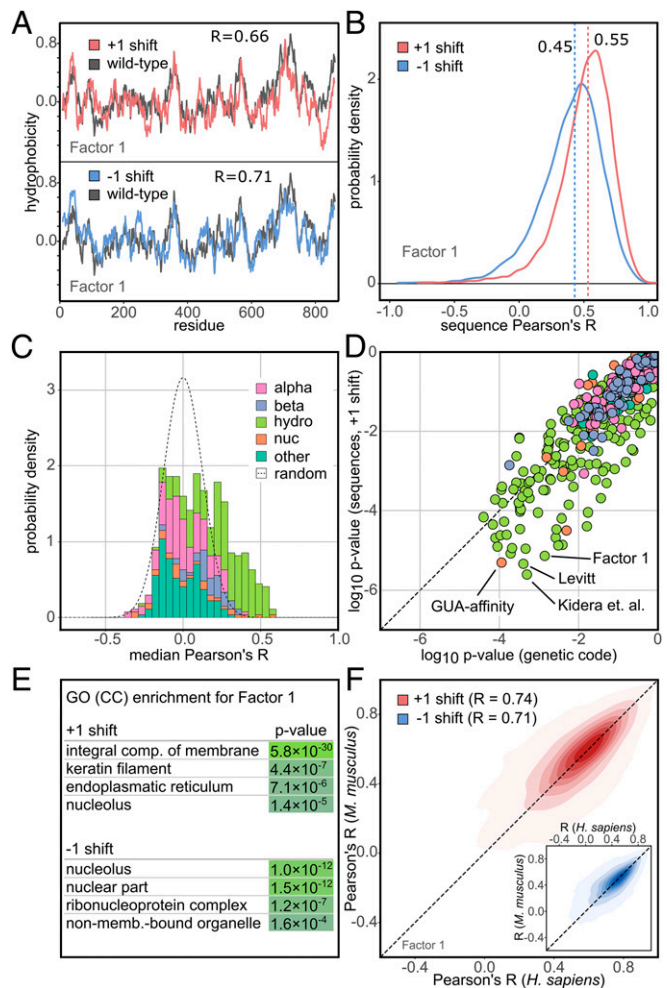 A
0.8
+1 shift
R=0.66
wild-type
0.0
Factor 1
hydrophobicity
0.8
-1 shift
R=0.71
wild-type
0.0
Factor 1
0 200 400 600 800
residue
B
+1 shift
-1 shift
0.45
0.55
2
1
0
probability density
Factor 1
-1.0 -0.5 0.0 0.5 1.0
sequence Pearson's R
C
3
2
1
0
probability density
alpha
beta
hydro
nuc
other
random
-0.5 0.0 0.5 1.0
median Pearson's R
D
0
-2
-4
-6
log10 p-value (sequences, +1 shift)
Factor 1
Levitt
GUA-affinity
Kidera et. al.
-6 -4 -2 0
log10 p-value (genetic code)
E
GO (CC) enrichment for Factor 1
+1 shift p-value
integral comp. of membrane 5.8×10⁻³⁰
keratin filament 4.4×10⁻⁷
endoplasmatic reticulum 7.1×10⁻⁶
nucleolus 1.4×10⁻⁵
-1 shift
nucleolus 1.0×10⁻¹²
nuclear part 1.5×10⁻¹²
ribonucleoprotein complex 1.2×10⁻⁷
non-memb.-bound organelle 1.6×10⁻⁴
F
+1 shift (R = 0.74)
-1 shift (R = 0.71)
0.8
0.4
0.0
-0.4
Pearson's R (M. musculus)
R (H. sapiens)
-0.4 0.0 0.4 0.8
0.8
0.4
0.0
-0.4
R (M. musculus)
Factor 1
-0.4 0.0 0.4 0.8
Pearson's R (H. sapiens)